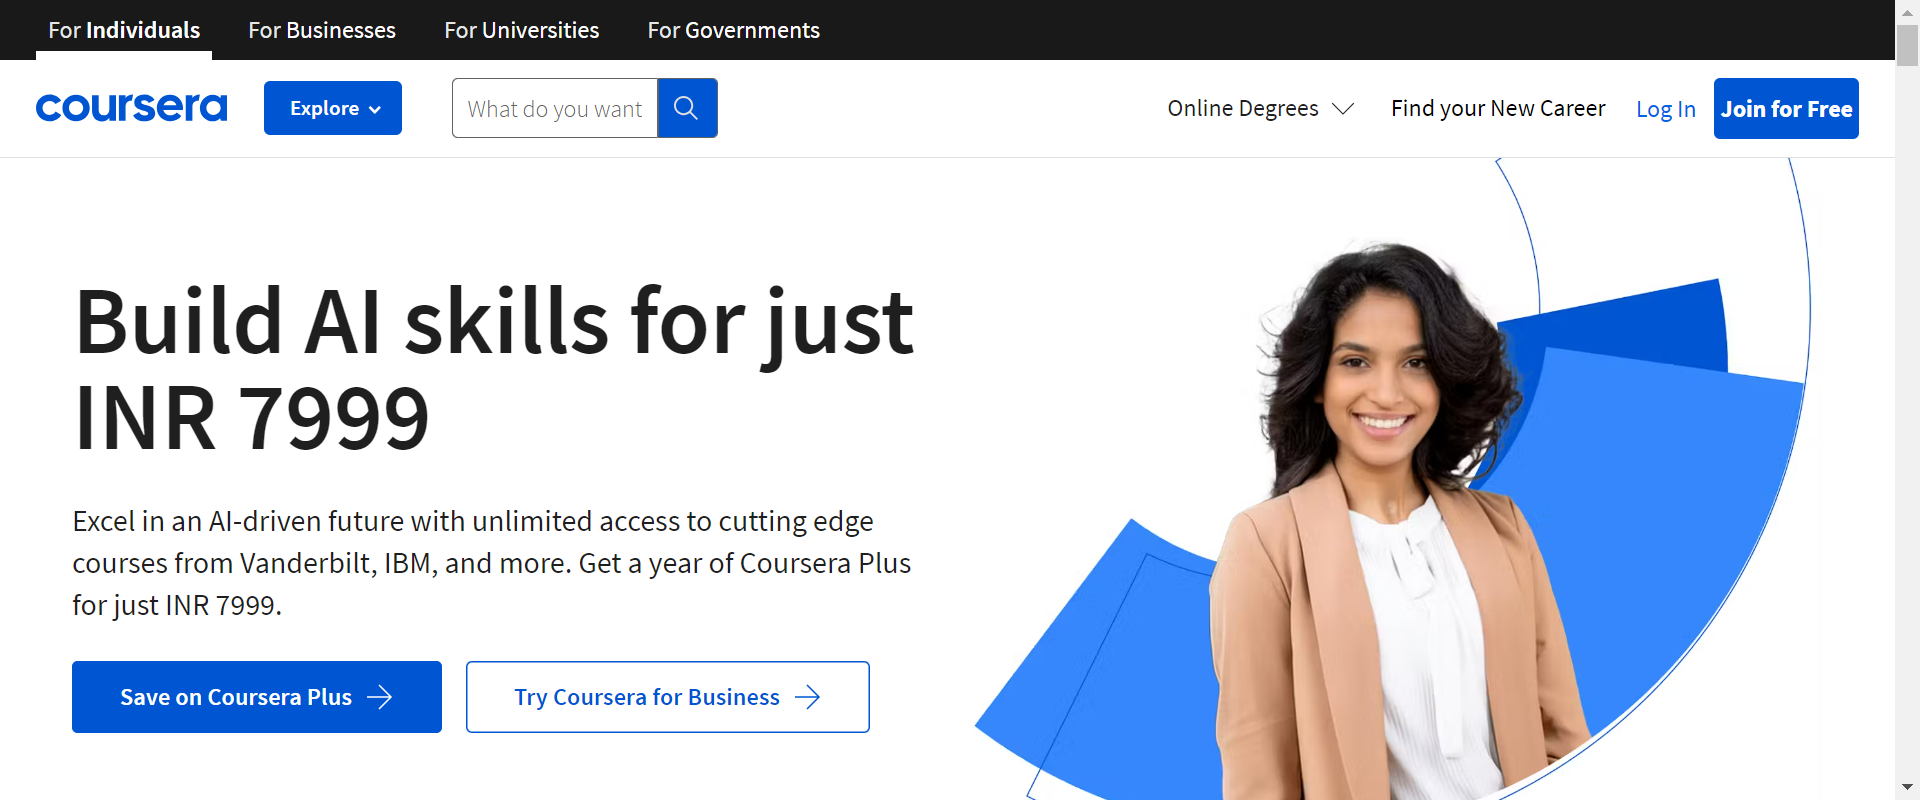 For Individuals For Businesses For Universities For Governments
coursera Explore What do you want Online Degrees Find your New Career Log In Join for Free
Build AI skills for just
INR 7999
Excel in an AI-driven future with unlimited access to cutting edge
courses from Vanderbilt, IBM, and more. Get a year of Coursera Plus
for just INR 7999.
Save on Coursera Plus Try Coursera for Business